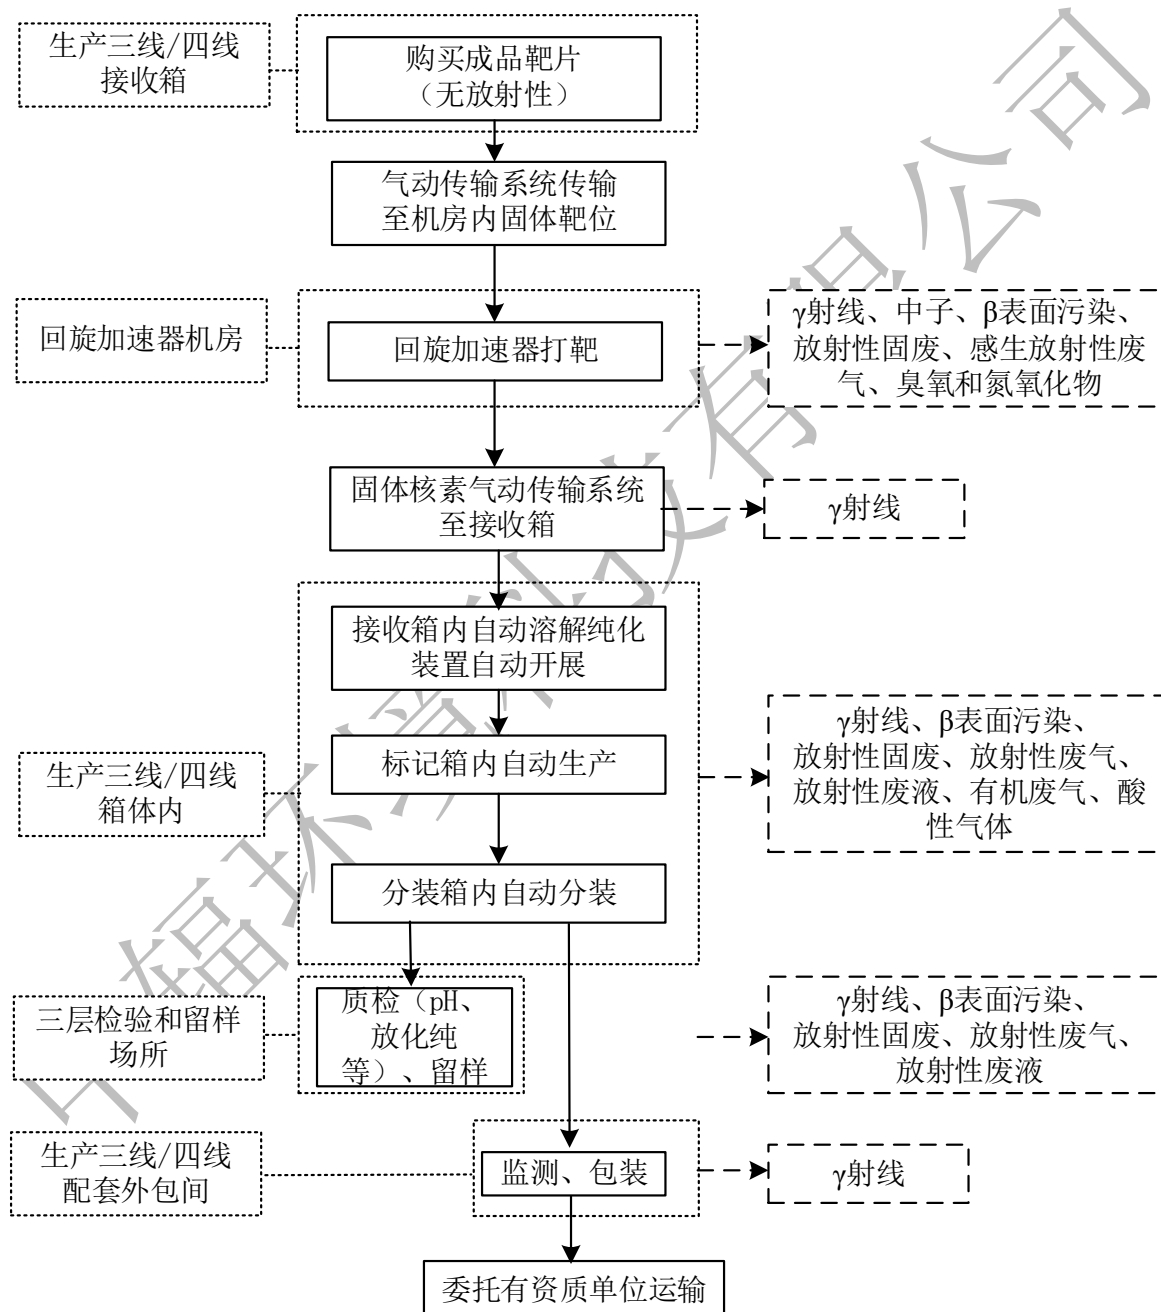 生产三线/四线
接收箱
购买成品靶片
（无放射性）
气动传输系统传输
至机房内固体靶位
回旋加速器机房
回旋加速器打靶
γ射线、中子、β表面污染、
放射性固废、感生放射性废
气、臭氧和氮氧化物
固体核素气动传输系统
至接收箱
γ射线
接收箱内自动溶解纯化
装置自动开展
标记箱内自动生产
分装箱内自动分装
生产三线/四线
箱体内
γ射线、β表面污染、
放射性固废、放射性废气、
放射性废液、有机废气、酸
性气体
三层检验和留样
场所
质检（pH、
放化纯
等）、留样
γ射线、β表面污染、
放射性固废、放射性废气、
放射性废液
生产三线/四线
配套外包间
监测、包装
γ射线
委托有资质单位运输
辐环境科技有限公司